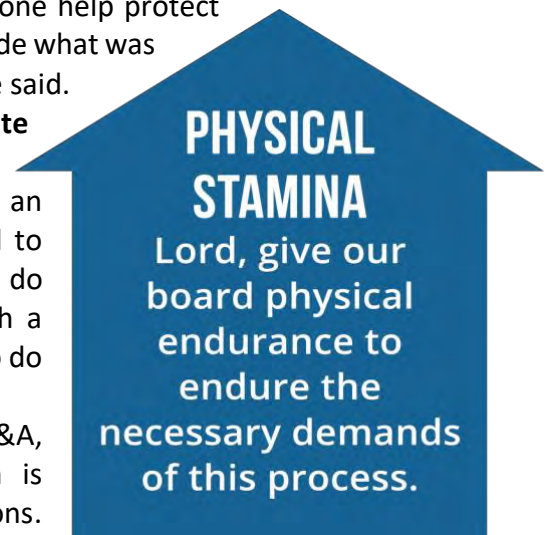 one help protect
de what was
said.
te
an
to
do
h a
do
&A,
is
ons.
PHYSICAL
STAMINA
Lord, give our
board physical
endurance to
endure the
necessary demands
of this process.